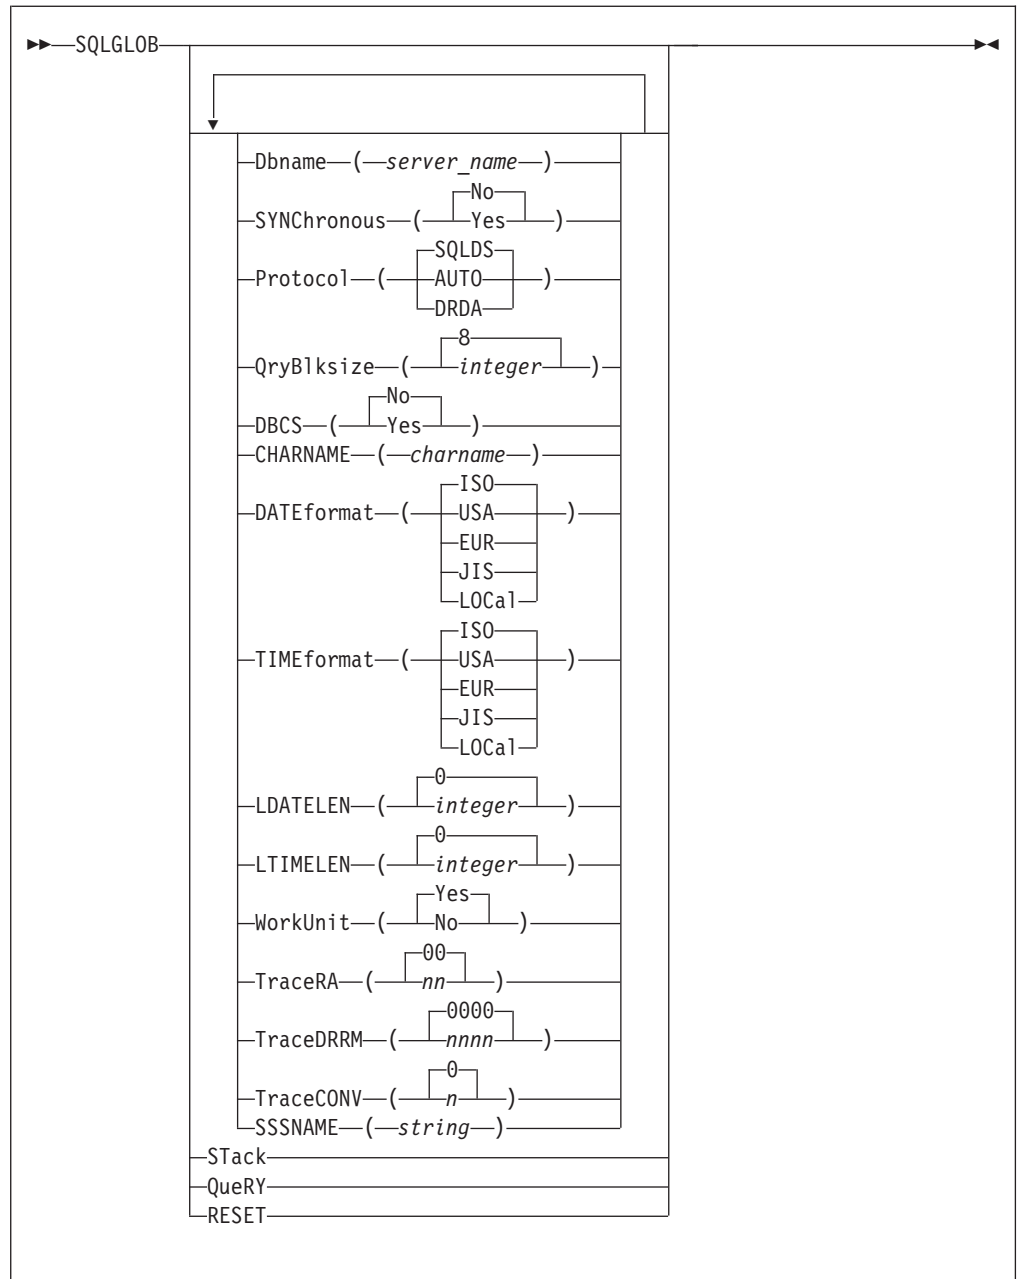 SQLGLOB
Dbname ( server_name )
No
SYNChronous ( Yes )
SQLDS
Protocol ( AUTO )
DRDA
8
QryBlksize ( integer )
No
DBCS ( Yes )
CHARNAME ( charname )
ISO
DATEformat ( USA )
EUR
JIS
LOCal
ISO
TIMEformat ( USA )
EUR
JIS
LOCal
0
LDATELEN ( integer )
0
LTIMELEN ( integer )
Yes
WorkUnit ( No )
00
TraceRA ( nn )
0000
TraceDRRM ( nnnn )
0
TraceCONV ( n )
SSSNAME ( string )
STack
QueRY
RESET